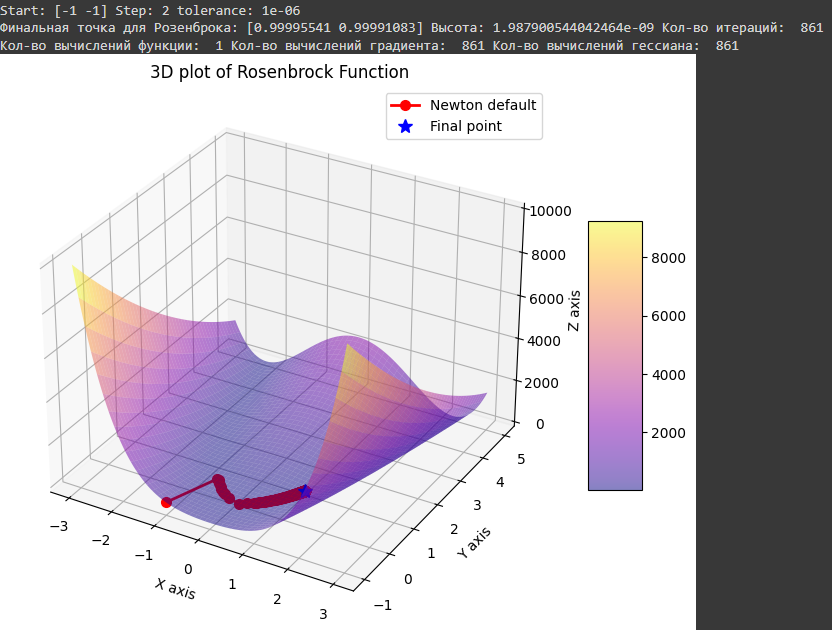 Start: [-1 -1] Step: 2 tolerance: 1e-06
Финальная точка для Розенброка: [0.99995541 0.99991083] Высота: 1.987900544042464e-09 Кол-во итераций:  861
Кол-во вычислений функции:  1 Кол-во вычислений градиента:  861 Кол-во вычислений гессиана:  861
3D plot of Rosenbrock Function
Newton default
Final point
10000
8000
6000
4000
2000
0
Z axis
8000
6000
4000
2000
5
4
3
2
1
0
−1
Y axis
−3
−2
−1
0
1
2
3
X axis